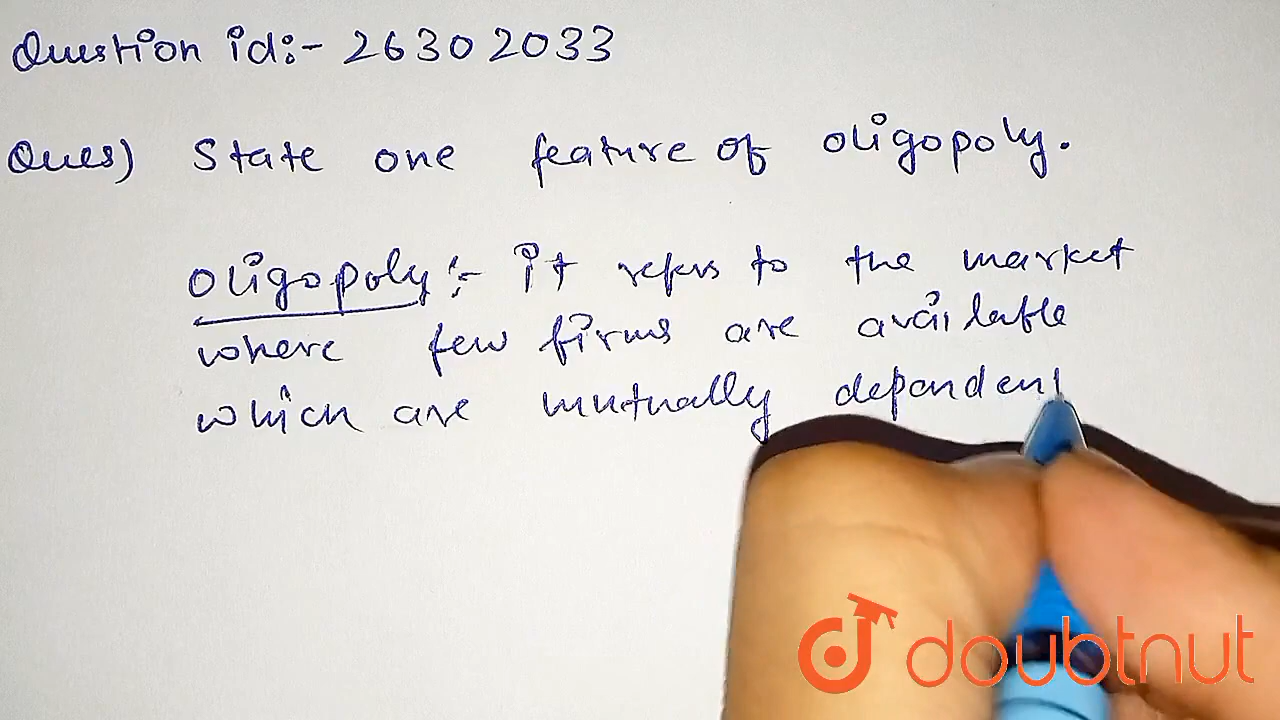 Question id:- 26302033
Ques) State one feature of oligopoly.
oligopoly :- it refers to the market
where few firms are available
which are mutually dependent
doubtnut